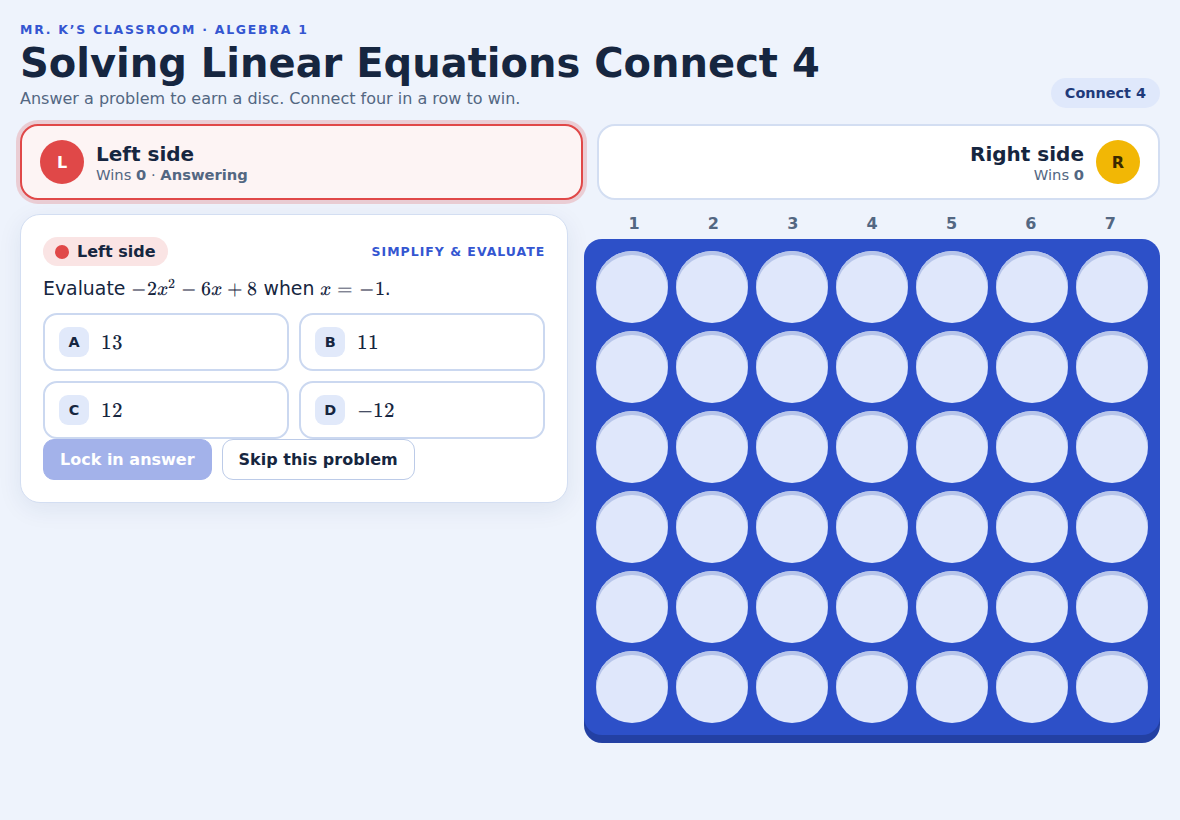 MR. K’S CLASSROOM · ALGEBRA 1
Solving Linear Equations Connect 4
Answer a problem to earn a disc. Connect four in a row to win.
Connect 4
L
Left side
Wins 0 · Answering
Right side
Wins 0
R
Left side
SIMPLIFY & EVALUATE
Evaluate −2x² − 6x + 8 when x = −1.
A 13
B 11
C 12
D −12
Lock in answer
Skip this problem
1 2 3 4 5 6 7